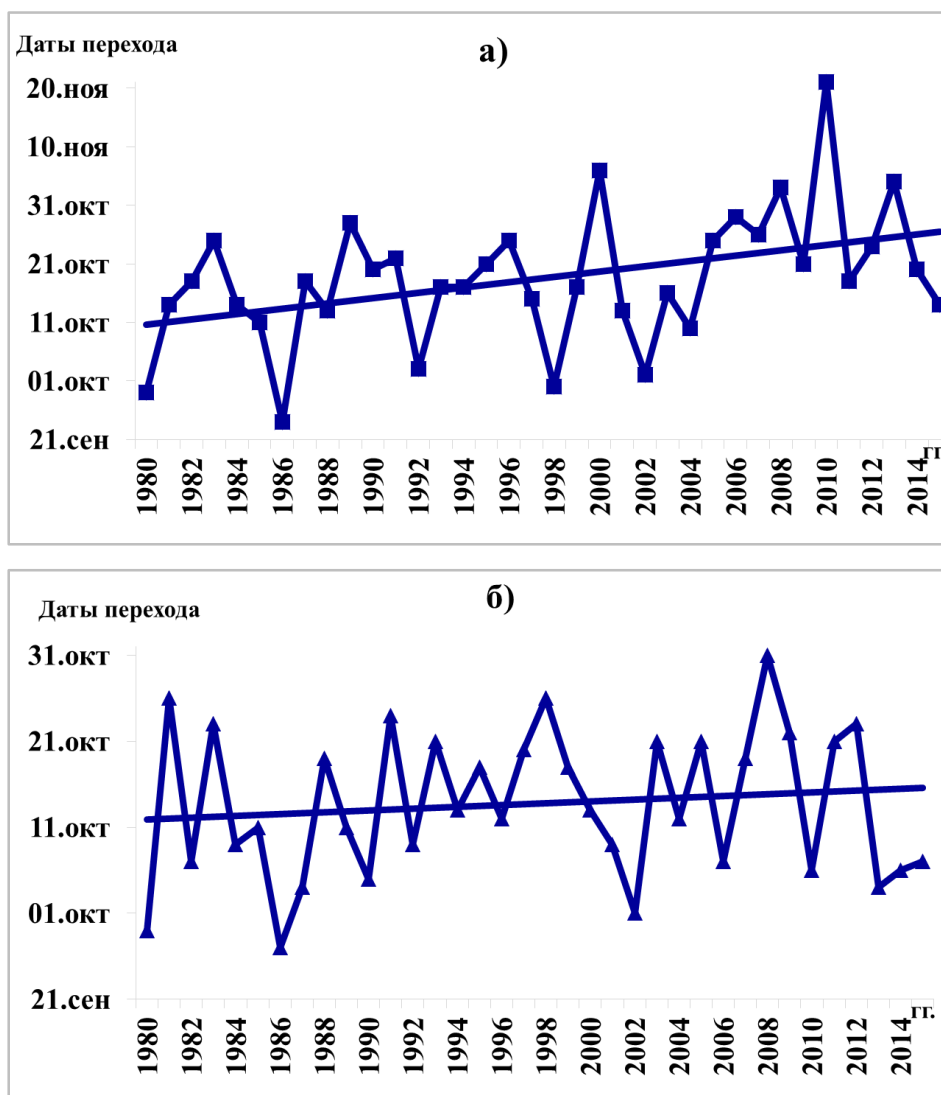 Даты перехода
а)
20.ноя
10.ноя
31.окт
21.окт
11.окт
01.окт
21.сен
1980 1982 1984 1986 1988 1990 1992 1994 1996 1998 2000 2002 2004 2006 2008 2010 2012 2014 гг
б)
Даты перехода
31.окт
21.окт
11.окт
01.окт
21.сен
1980 1982 1984 1986 1988 1990 1992 1994 1996 1998 2000 2002 2004 2006 2008 2010 2012 2014 гг.